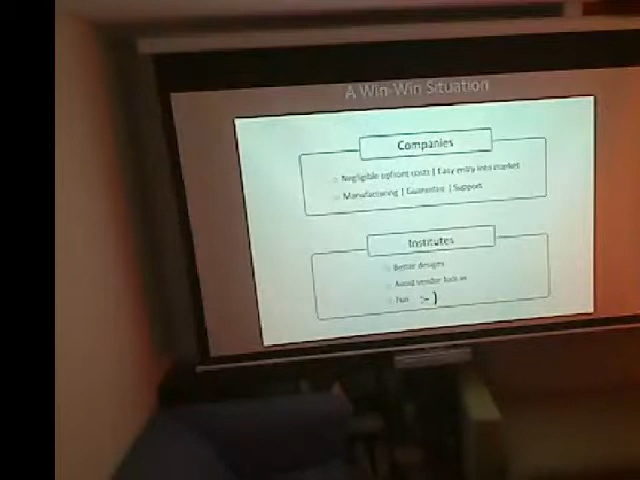 A Win-Win Situation
Companies
Negligible upfront costs | Easy entry into market
Manufacturing | Guarantee | Support
Institutes
Better designs
Avoid vendor lock in
Fun :-)